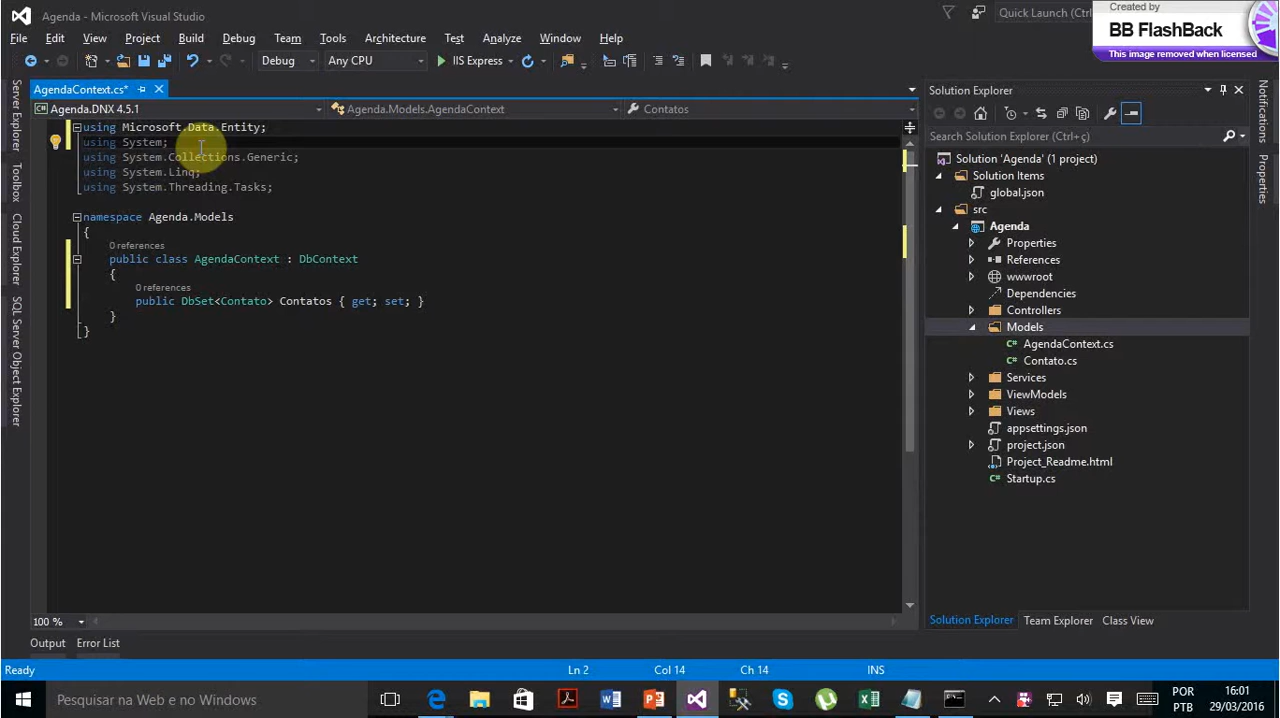 Agenda - Microsoft Visual Studio
Quick Launch (Ctrl
Created by
BB FlashBack
This image removed when licensed
File Edit View Project Build Debug Team Tools Architecture Test Analyze Window Help
Debug Any CPU IIS Express
AgendaContext.cs*
Agenda.DNX 4.5.1 Agenda.Models.AgendaContext Contatos
Server Explorer
Toolbox
Cloud Explorer
SQL Server Object Explorer
using Microsoft.Data.Entity;
using System;
using System.Collections.Generic;
using System.Linq;
using System.Threading.Tasks;
namespace Agenda.Models
{
0 references
public class AgendaContext : DbContext
{
0 references
public DbSet<Contato> Contatos { get; set; }
}
}
100 %
Output Error List
Solution Explorer
Search Solution Explorer (Ctrl+ç)
Solution 'Agenda' (1 project)
Solution Items
global.json
src
Agenda
Properties
References
wwwroot
Dependencies
Controllers
Models
AgendaContext.cs
Contato.cs
Services
ViewModels
Views
appsettings.json
project.json
Project_Readme.html
Startup.cs
Solution Explorer Team Explorer Class View
Notifications
Properties
Ready Ln 2 Col 14 Ch 14 INS
Pesquisar na Web e no Windows
POR
PTB
16:01
29/03/2016